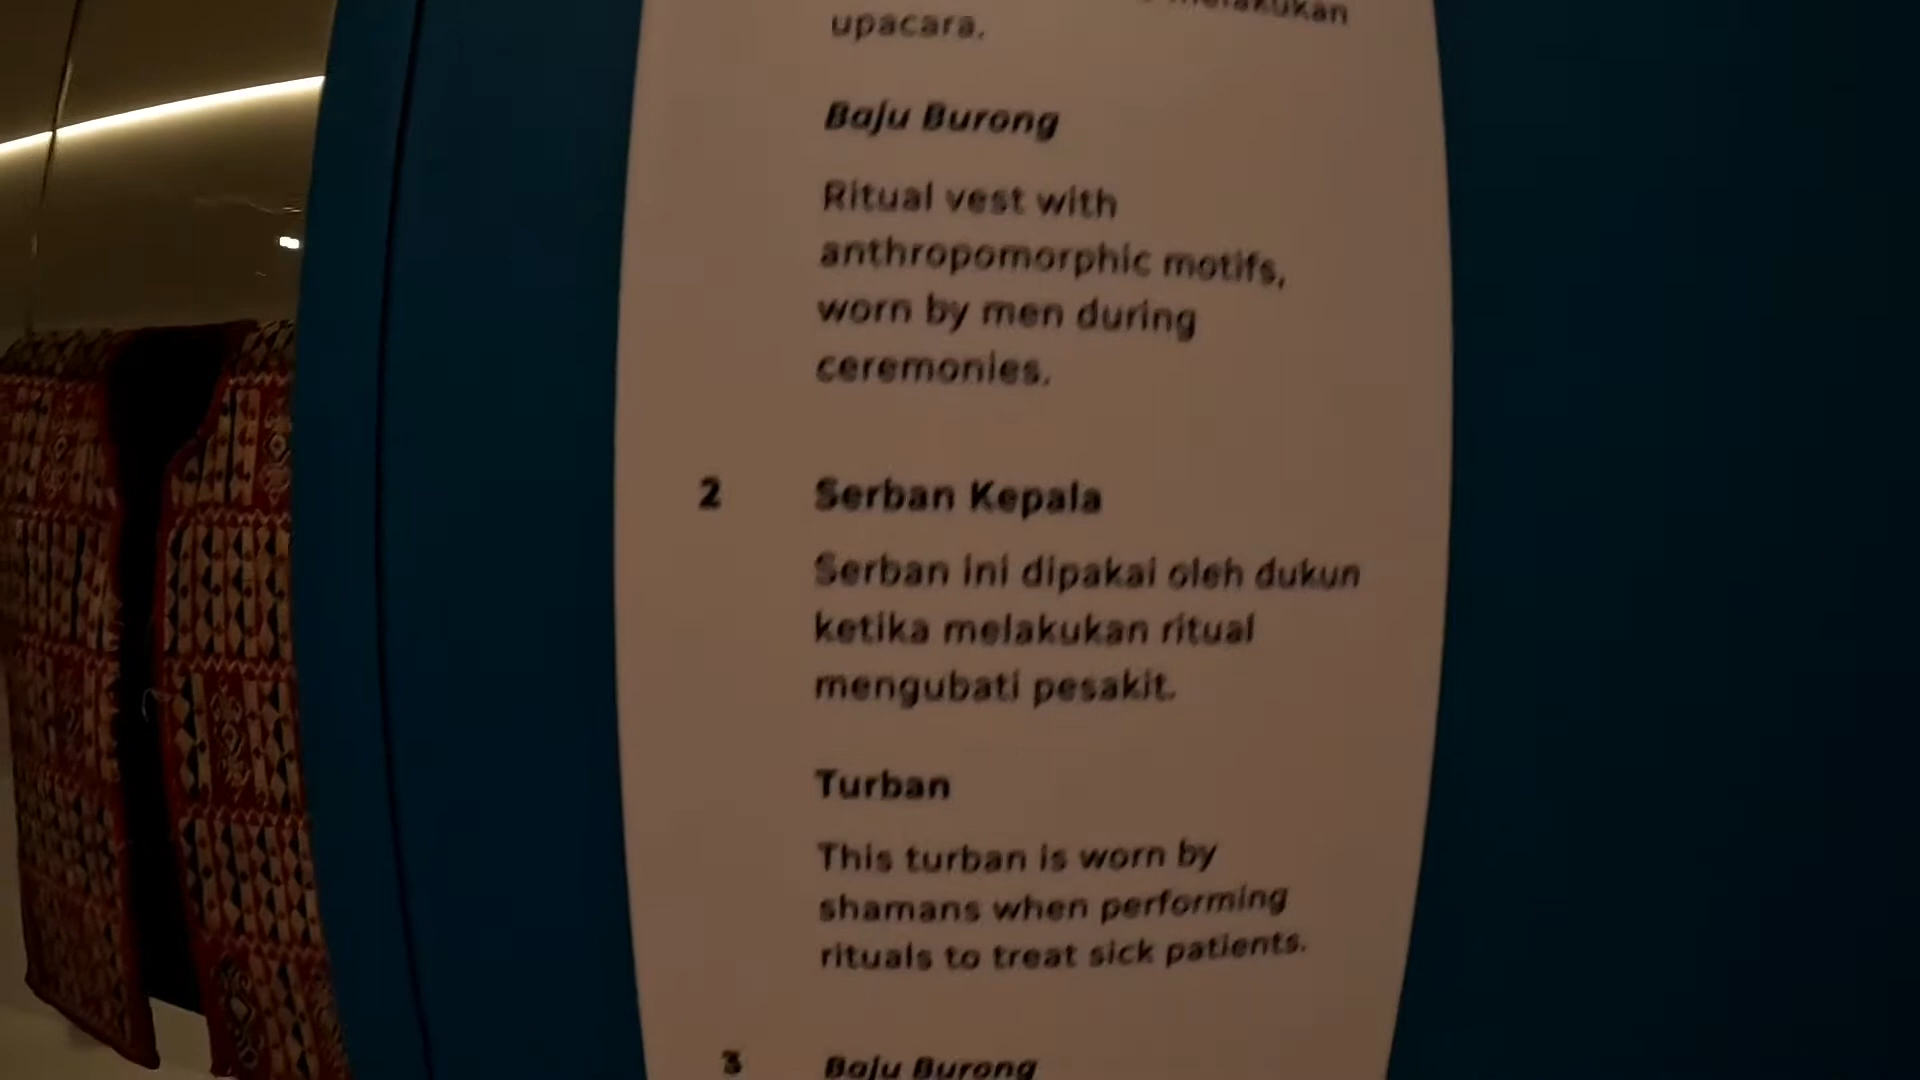 melakukan
upacara.
Baju Burong
Ritual vest with
anthropomorphic motifs,
worn by men during
ceremonies.
2 Serban Kepala
Serban ini dipakai oleh dukun
ketika melakukan ritual
mengubati pesakit.
Turban
This turban is worn by
shamans when performing
rituals to treat sick patients.
3 Baju Burong